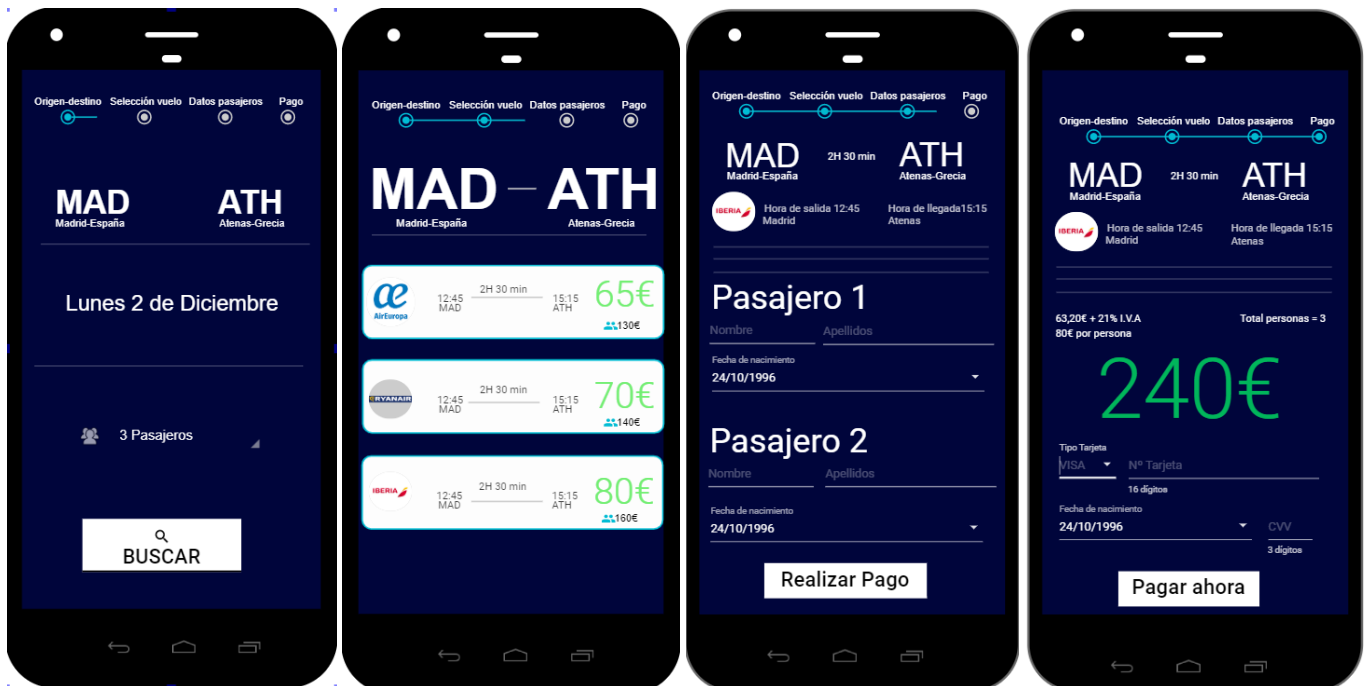 Origen-destino Selección vuelo Datos pasajeros Pago
MAD ATH
Madrid-España Atenas-Grecia
Lunes 2 de Diciembre
3 Pasajeros
BUSCAR
Origen-destino Selección vuelo Datos pasajeros Pago
MAD — ATH
Madrid-España Atenas-Grecia
AirEuropa
12:45 2H 30 min 15:15 65€
MAD ATH
130€
RYANAIR
12:45 2H 30 min 15:15 70€
MAD ATH
140€
IBERIA
12:45 2H 30 min 15:15 80€
MAD ATH
160€
Origen-destino Selección vuelo Datos pasajeros Pago
MAD 2H 30 min ATH
Madrid-España Atenas-Grecia
IBERIA Hora de salida 12:45 Hora de llegada15:15
Madrid Atenas
Pasajero 1
Nombre Apellidos
Fecha de nacimiento
24/10/1996
Pasajero 2
Nombre Apellidos
Fecha de nacimiento
24/10/1996
Realizar Pago
Origen-destino Selección vuelo Datos pasajeros Pago
MAD 2H 30 min ATH
Madrid-España Atenas-Grecia
IBERIA Hora de salida 12:45 Hora de llegada 15:15
Madrid Atenas
63,20€ + 21% I.V.A Total personas = 3
80€ por persona
240€
Tipo Tarjeta
VISA Nº Tarjeta
16 dígitos
Fecha de nacimiento
24/10/1996 CVV
3 dígitos
Pagar ahora